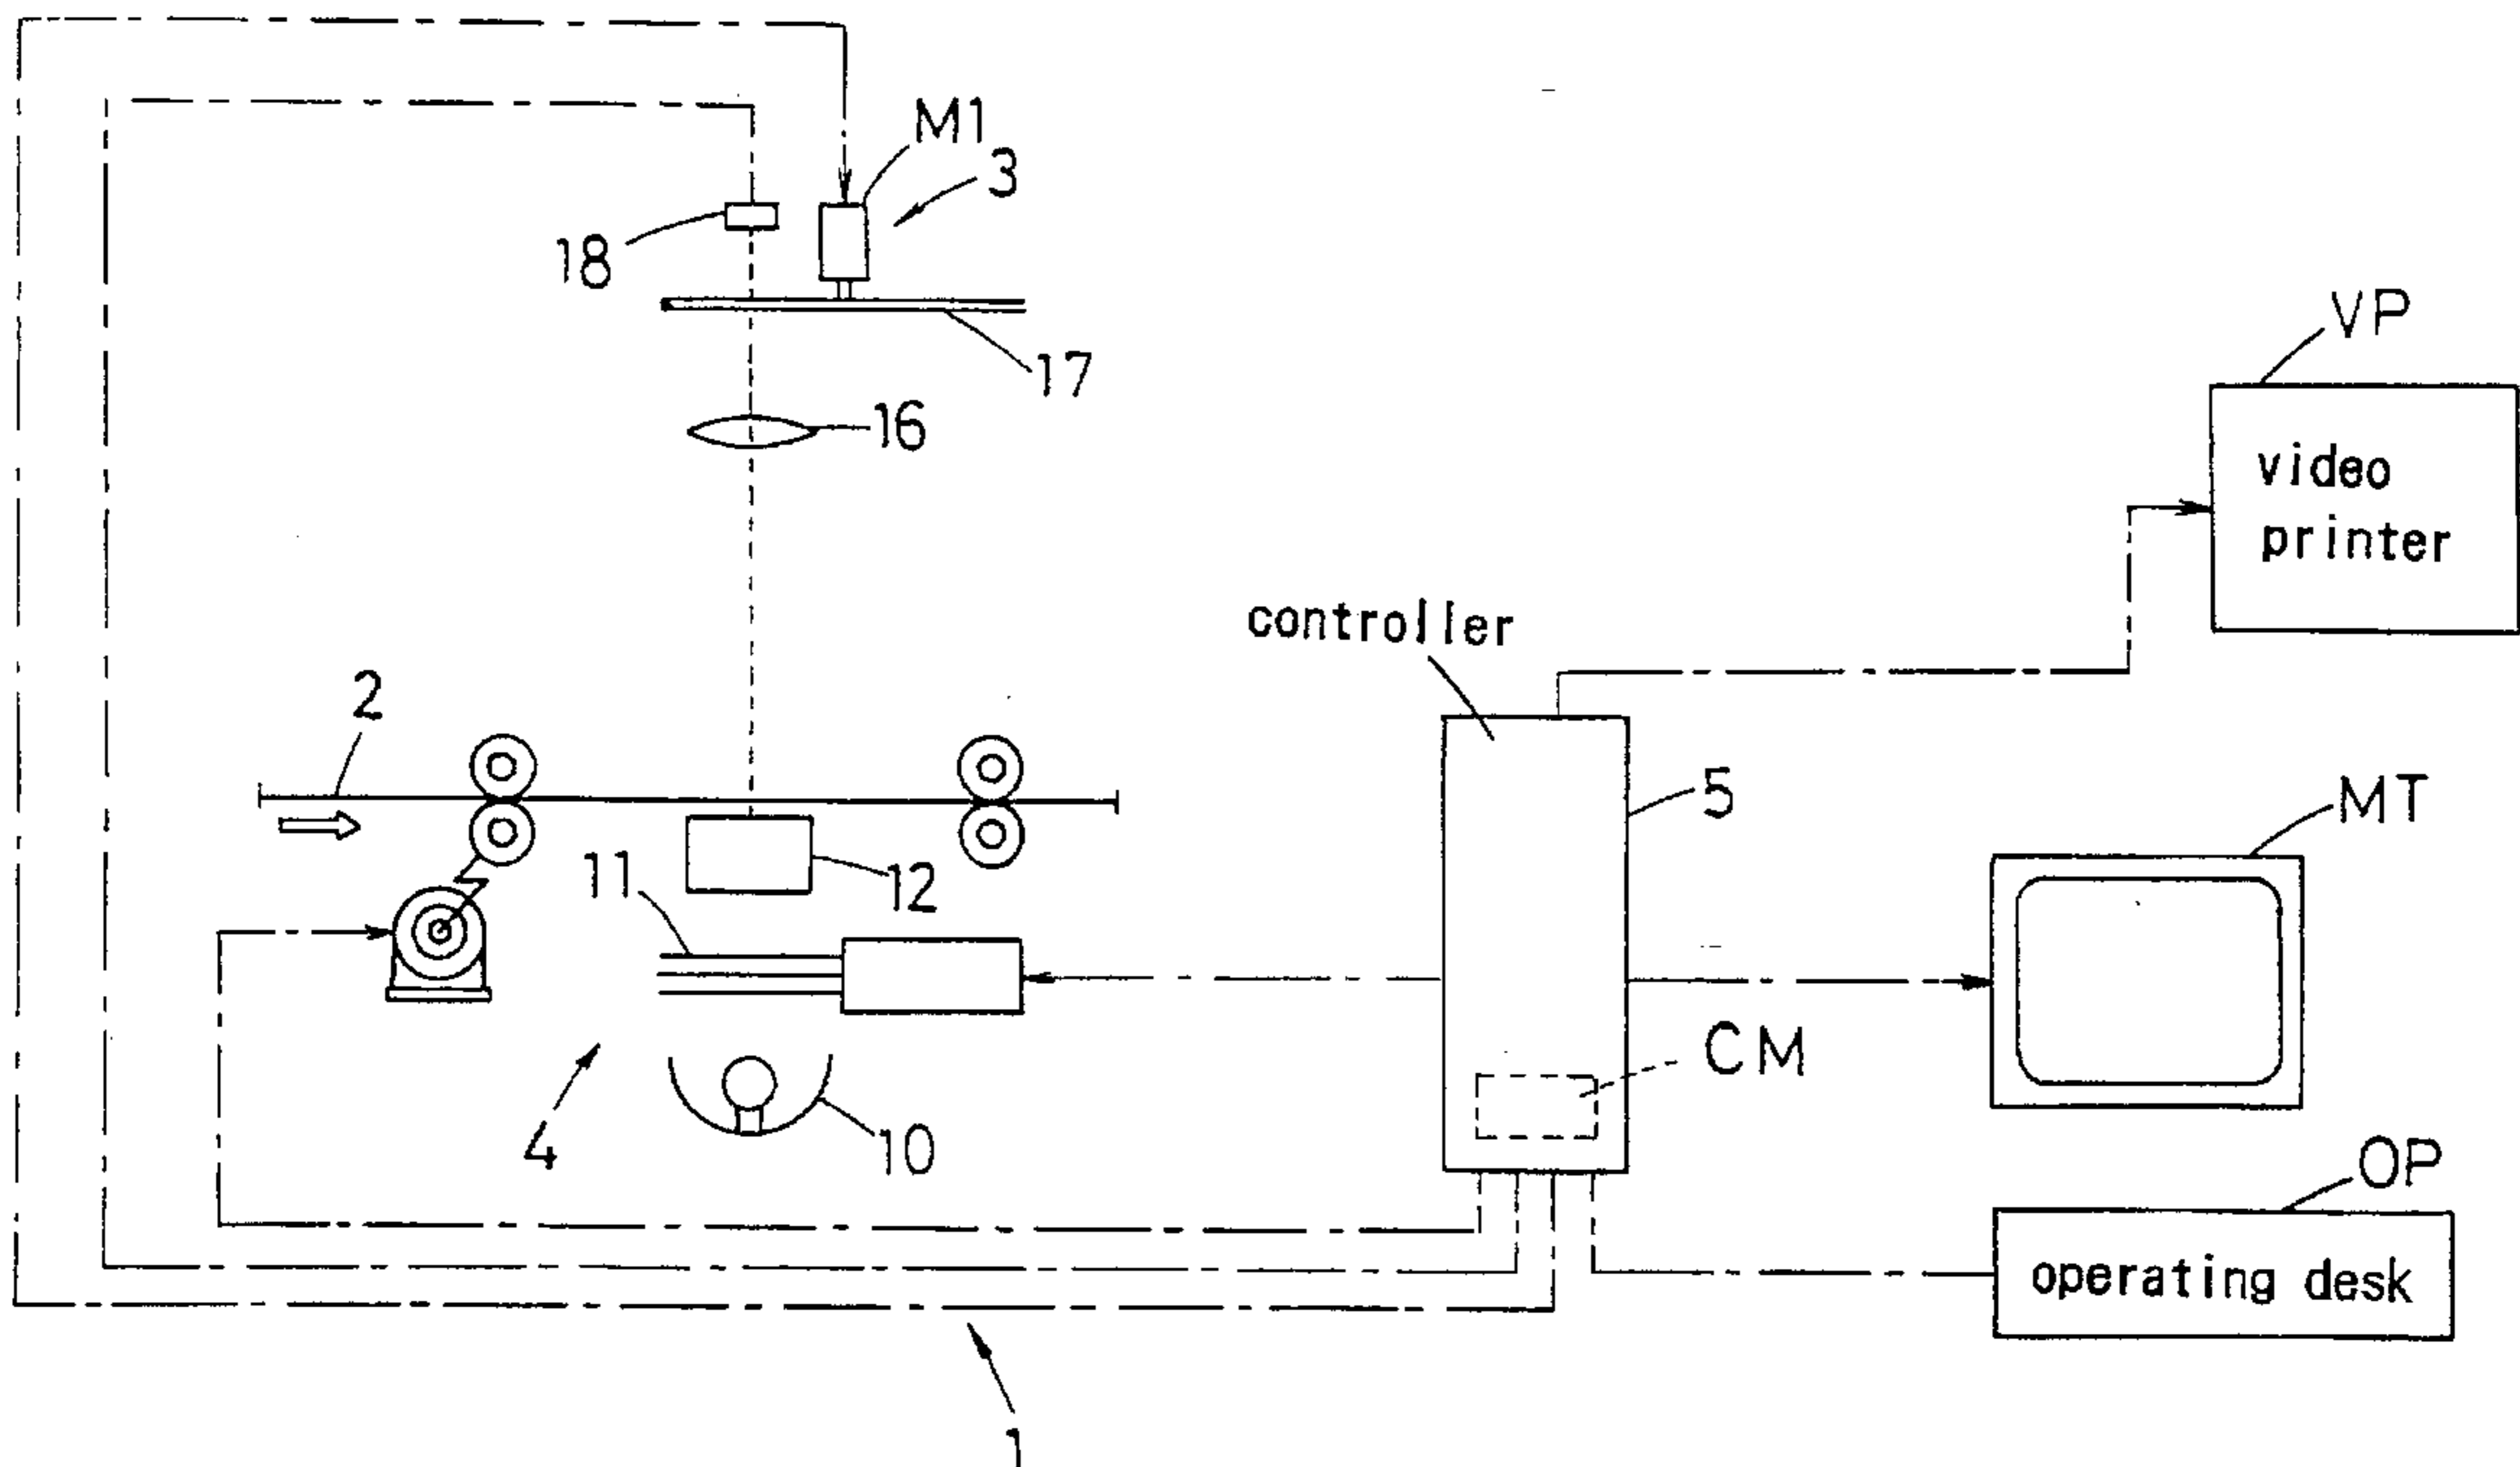 M1
3
18
17
VP
16
video
printer
controller
2
5
MT
11
12
CM
4
10
OP
operating desk
1